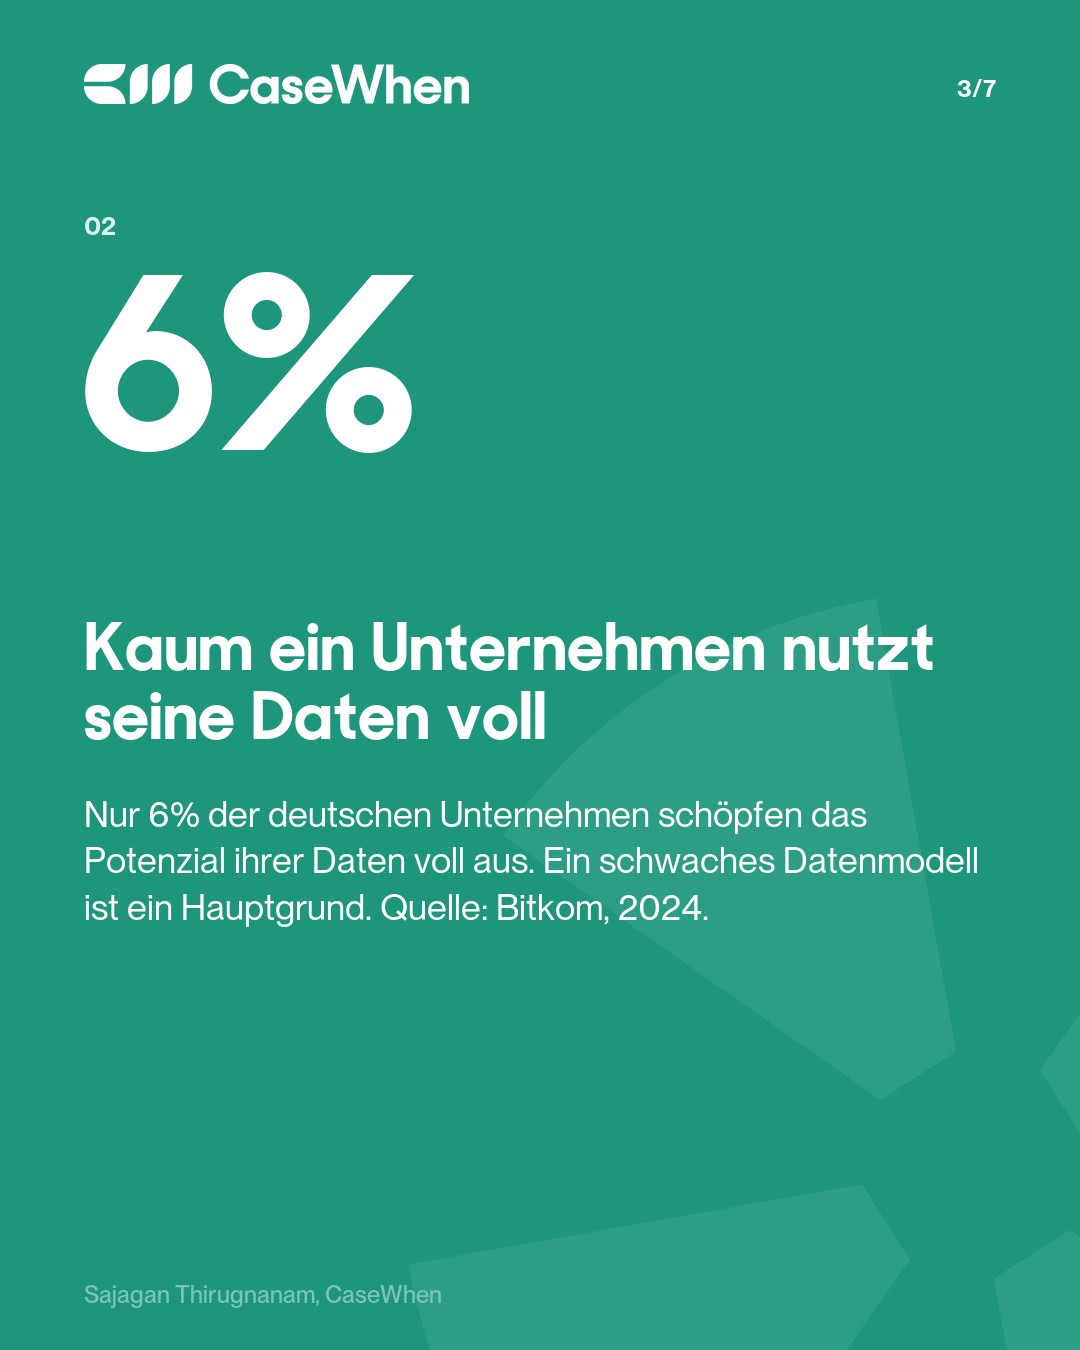 CaseWhen
3/7
02
6%
Kaum ein Unternehmen nutzt
seine Daten voll
Nur 6% der deutschen Unternehmen schöpfen das
Potenzial ihrer Daten voll aus. Ein schwaches Datenmodell
ist ein Hauptgrund. Quelle: Bitkom, 2024.
Sajagan Thirugnanam, CaseWhen